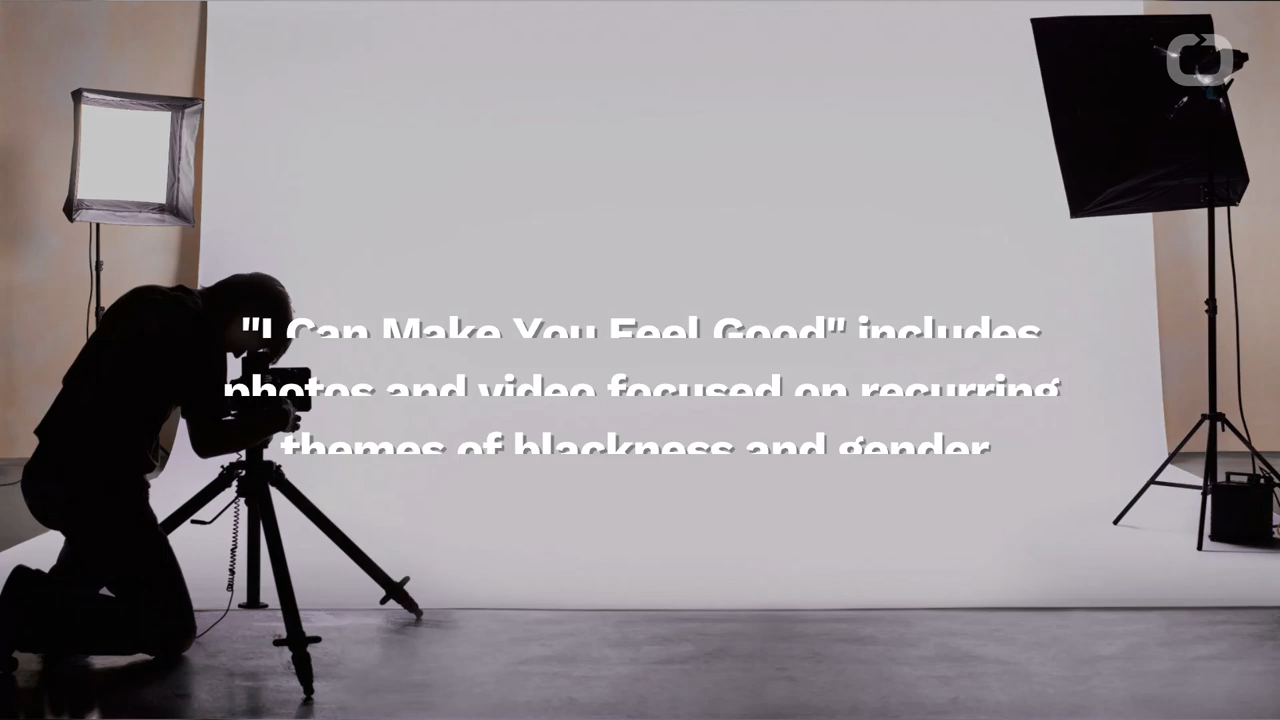 "I Can Make You Feel Good" includes
photos and video focused on recurring
themes of blackness and gender